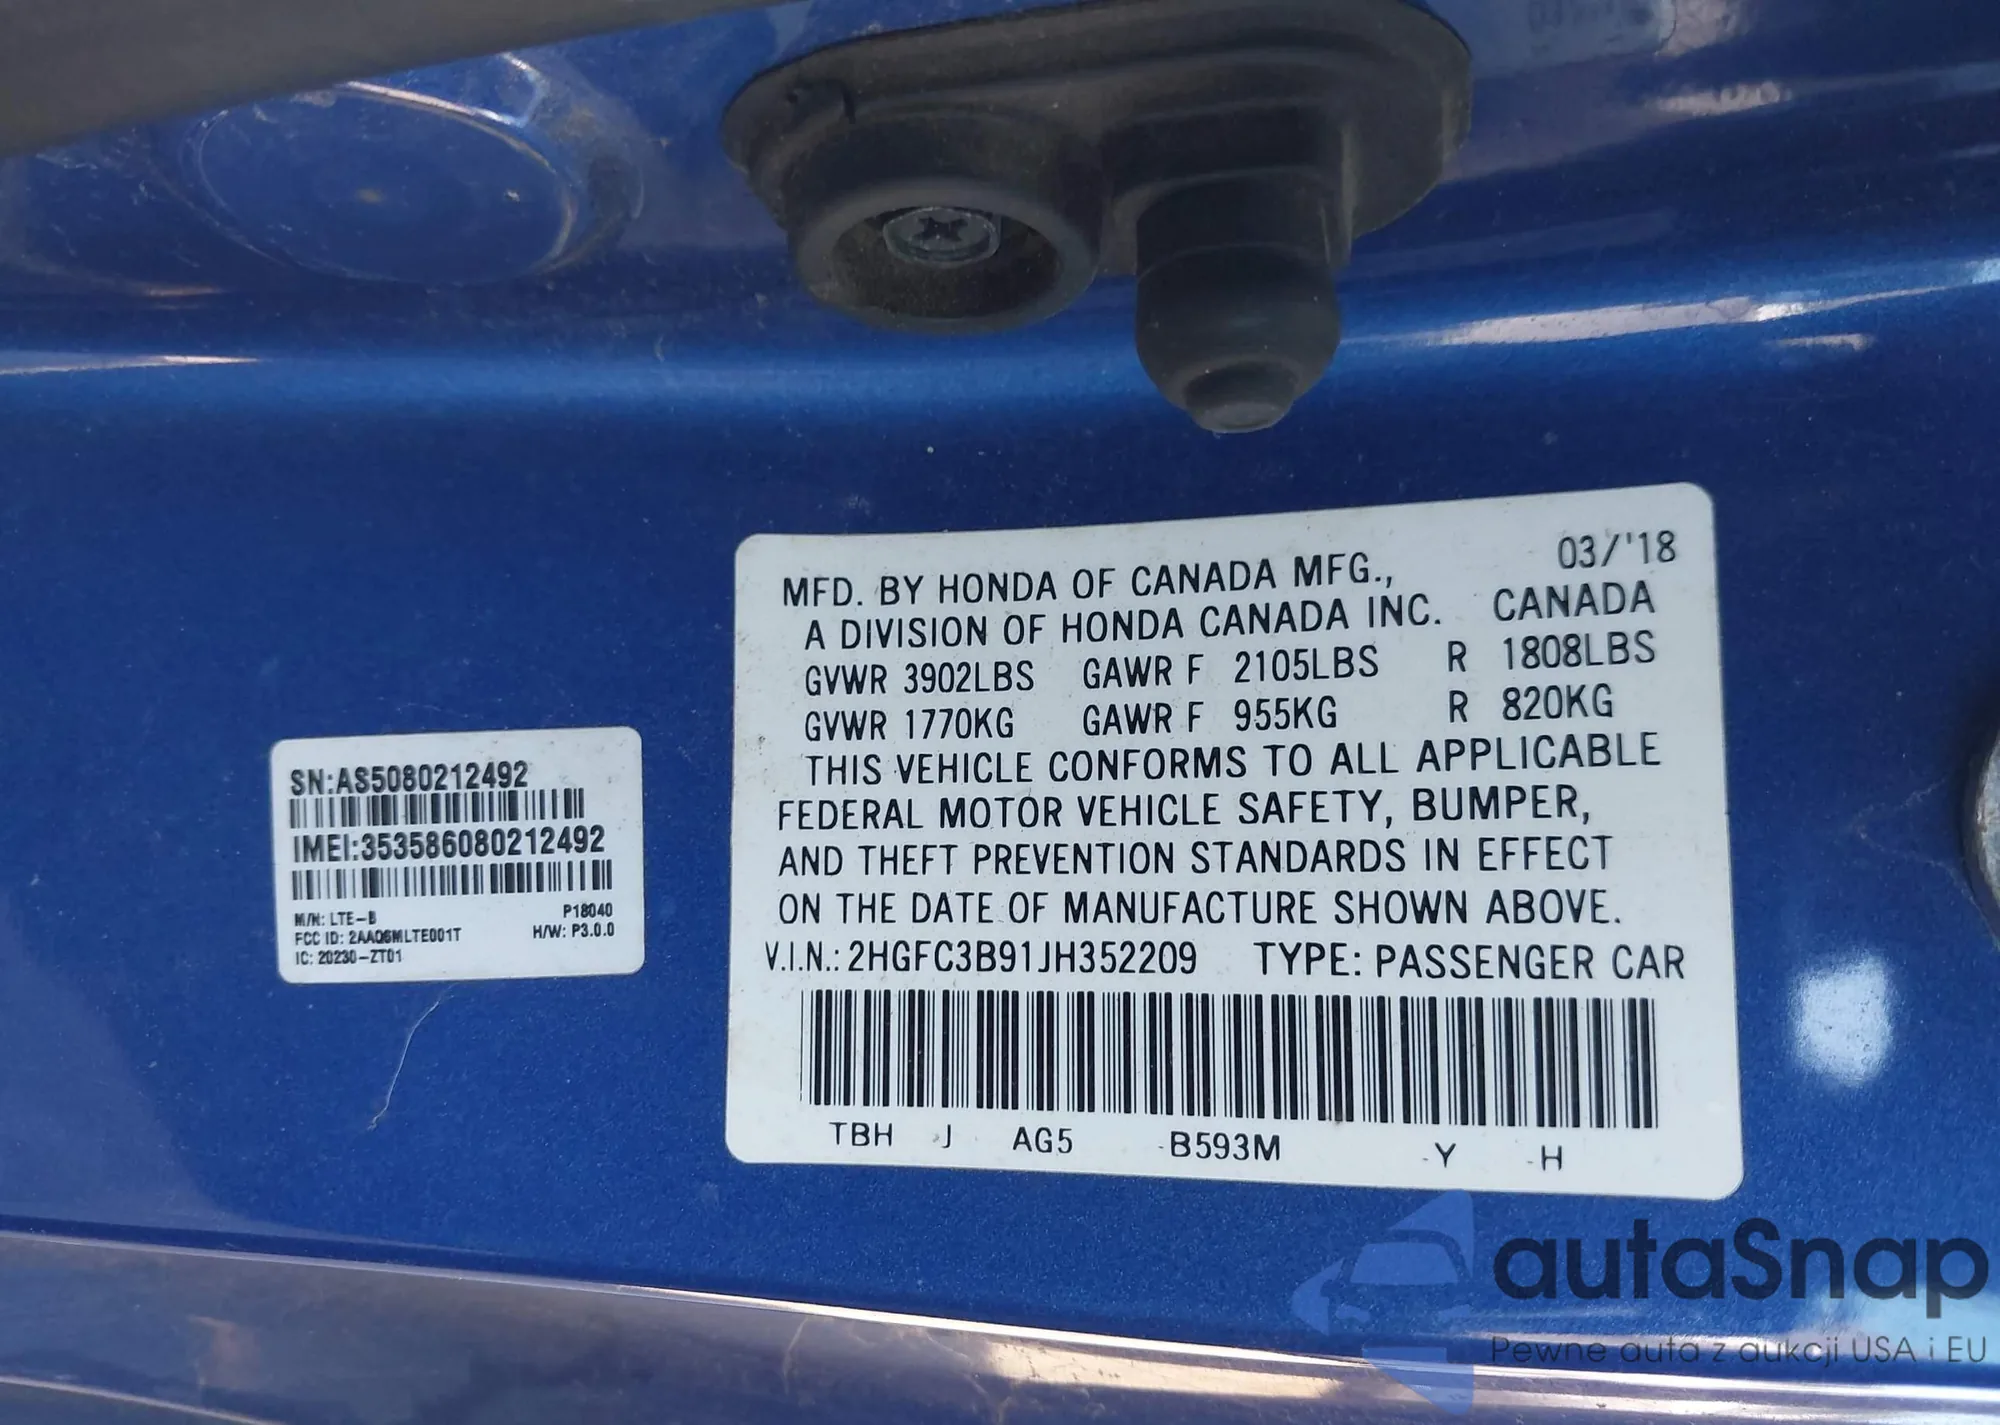 03/'18
MFD. BY HONDA OF CANADA MFG.,
A DIVISION OF HONDA CANADA INC. CANADA
GVWR 3902LBS GAWR F 2105LBS R 1808LBS
GVWR 1770KG GAWR F 955KG R 820KG
THIS VEHICLE CONFORMS TO ALL APPLICABLE
FEDERAL MOTOR VEHICLE SAFETY, BUMPER,
AND THEFT PREVENTION STANDARDS IN EFFECT
ON THE DATE OF MANUFACTURE SHOWN ABOVE.
V.I.N.: 2HGFC3B91JH352209 TYPE: PASSENGER CAR
TBH J AG5 -B593M -Y -H
SN:AS5080212492
IMEI:353586080212492
M/N: LTE-B P18040
FCC ID: 2AAQ6MLTE001T H/W: P3.0.0
IC: 20230-ZT01
autaSnap
Pewne auta z aukcji USA i EU